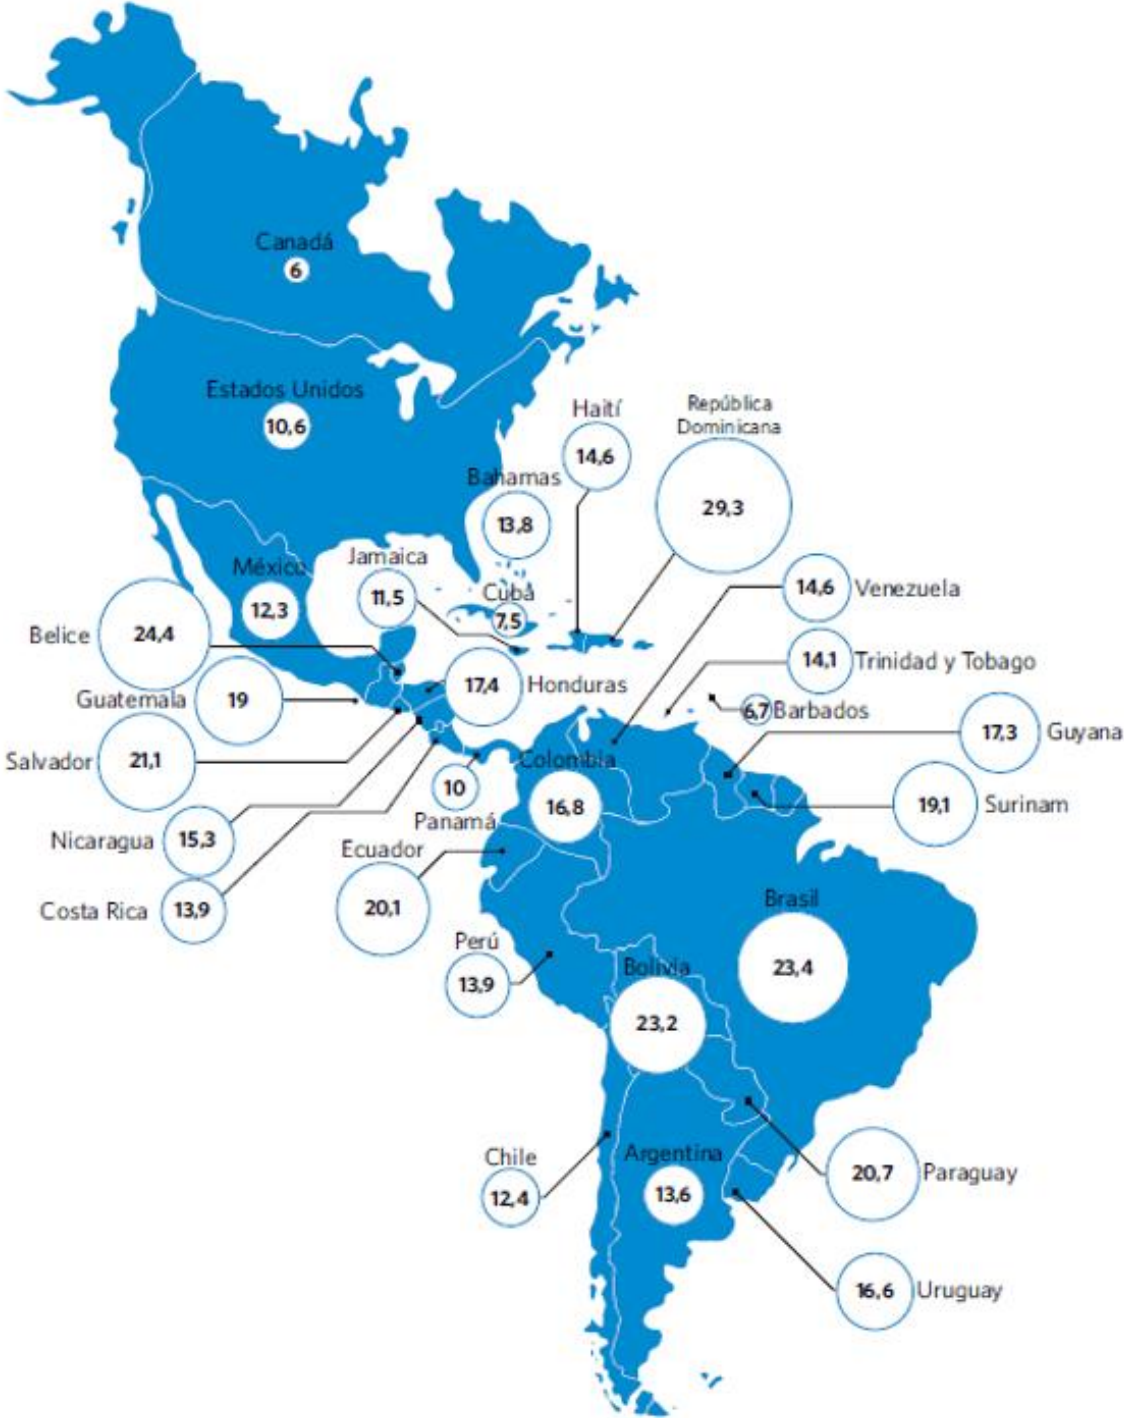 Canadá
6
Estados Unidos
10,6
Haití
14,6
República
Dominicana
29,3
Bahamas
13,8
Jamaica
11,5
México
12,3
Cuba
7,5
14,6 Venezuela
Belice 24,4
14,1 Trinidad y Tobago
17,4 Honduras
Guatemala 19
6,7 Barbados
17,3 Guyana
Salvador 21,1
Colombia
16,8
10
Panamá
19,1 Surinam
Nicaragua 15,3
Ecuador
20,1
Costa Rica 13,9
Brasil
23,4
Perú
13,9
Bolivia
23,2
Chile
12,4
Argentina
13,6
20,7 Paraguay
16,6 Uruguay